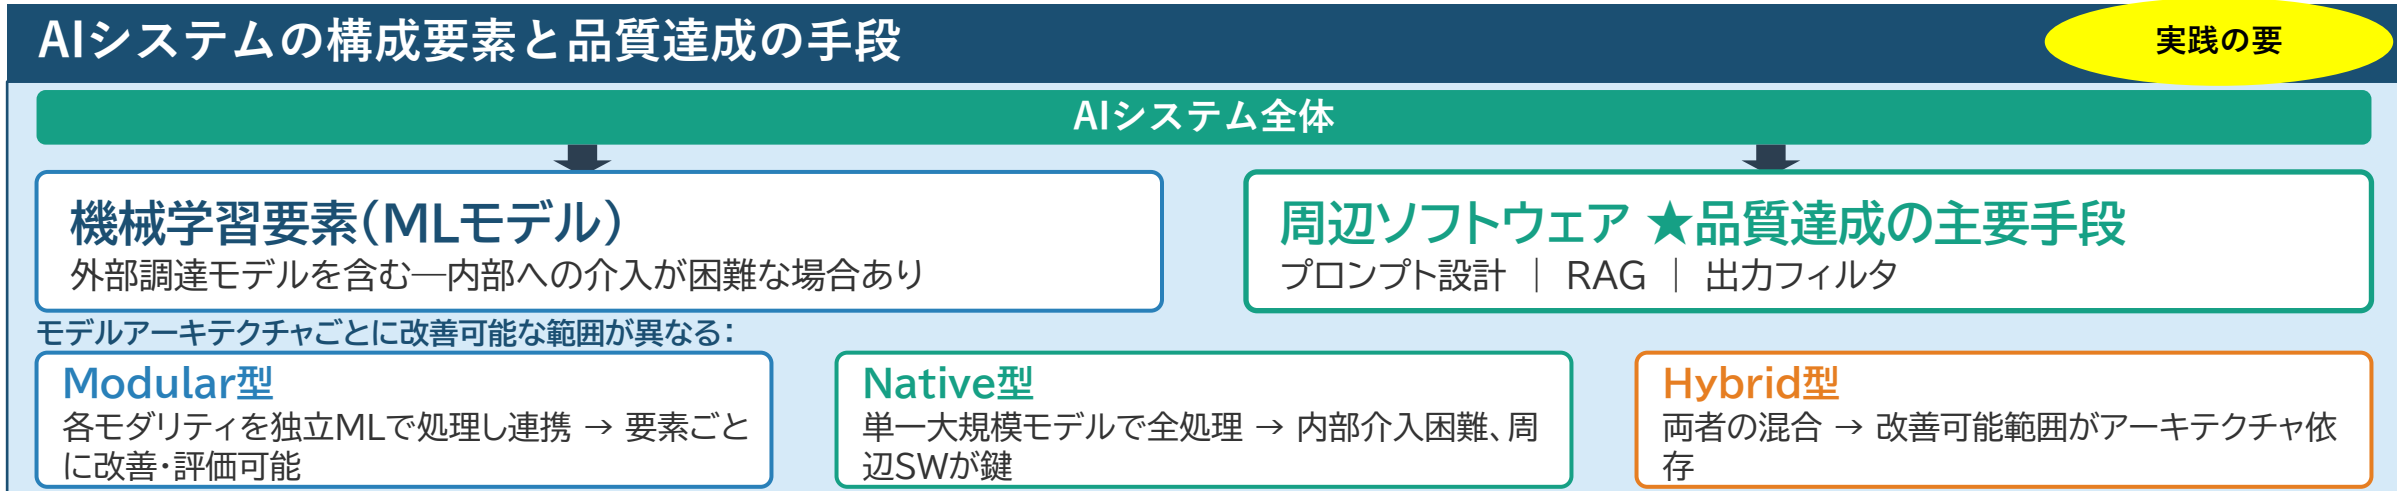 AIシステムの構成要素と品質達成の手段
実践の要
AIシステム全体
機械学習要素(MLモデル)
外部調達モデルを含む―内部への介入が困難な場合あり
周辺ソフトウェア ★品質達成の主要手段
プロンプト設計 ｜ RAG ｜ 出力フィルタ
モデルアーキテクチャごとに改善可能な範囲が異なる：
Modular型
各モダリティを独立MLで処理し連携 → 要素ごと
に改善・評価可能
Native型
単一大規模モデルで全処理 → 内部介入困難、周
辺SWが鍵
Hybrid型
両者の混合 → 改善可能範囲がアーキテクチャ依
存